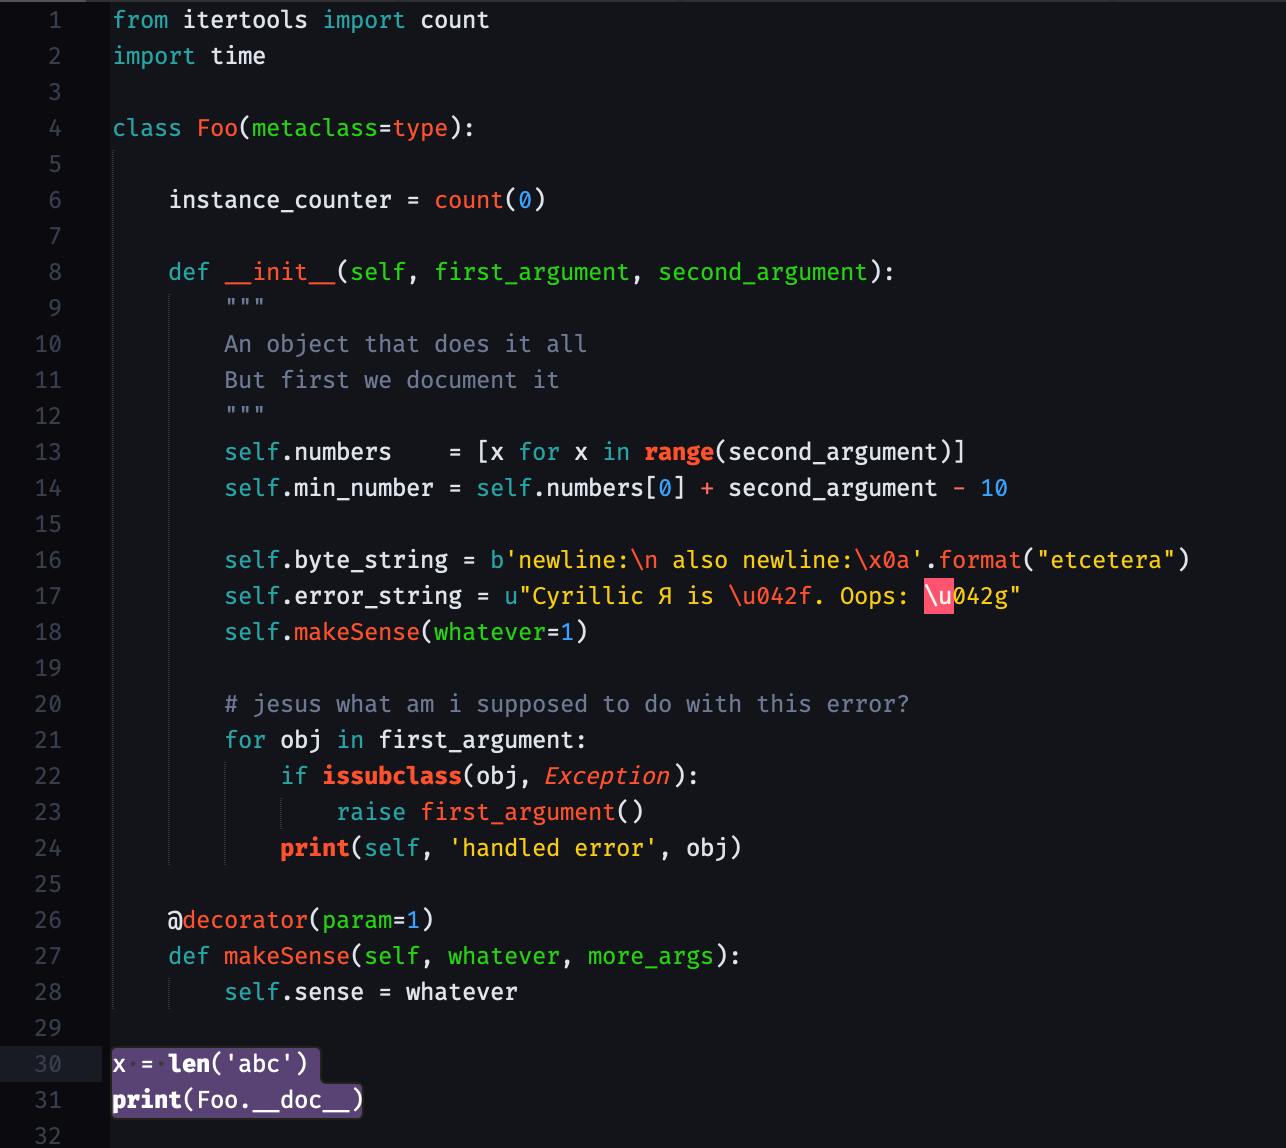 1 from itertools import count
2 import time
3
4 class Foo(metaclass=type):
5
6     instance_counter = count(0)
7
8     def __init__(self, first_argument, second_argument):
9         """
10         An object that does it all
11         But first we document it
12         """
13         self.numbers    = [x for x in range(second_argument)]
14         self.min_number = self.numbers[0] + second_argument - 10
15
16         self.byte_string = b'newline:\n also newline:\x0a'.format("etcetera")
17         self.error_string = u"Cyrillic Я is \u042f. Oops: \u042g"
18         self.makeSense(whatever=1)
19
20         # jesus what am i supposed to do with this error?
21         for obj in first_argument:
22             if issubclass(obj, Exception):
23                 raise first_argument()
24             print(self, 'handled error', obj)
25
26     @decorator(param=1)
27     def makeSense(self, whatever, more_args):
28         self.sense = whatever
29
30 x = len('abc')
31 print(Foo.__doc__)
32